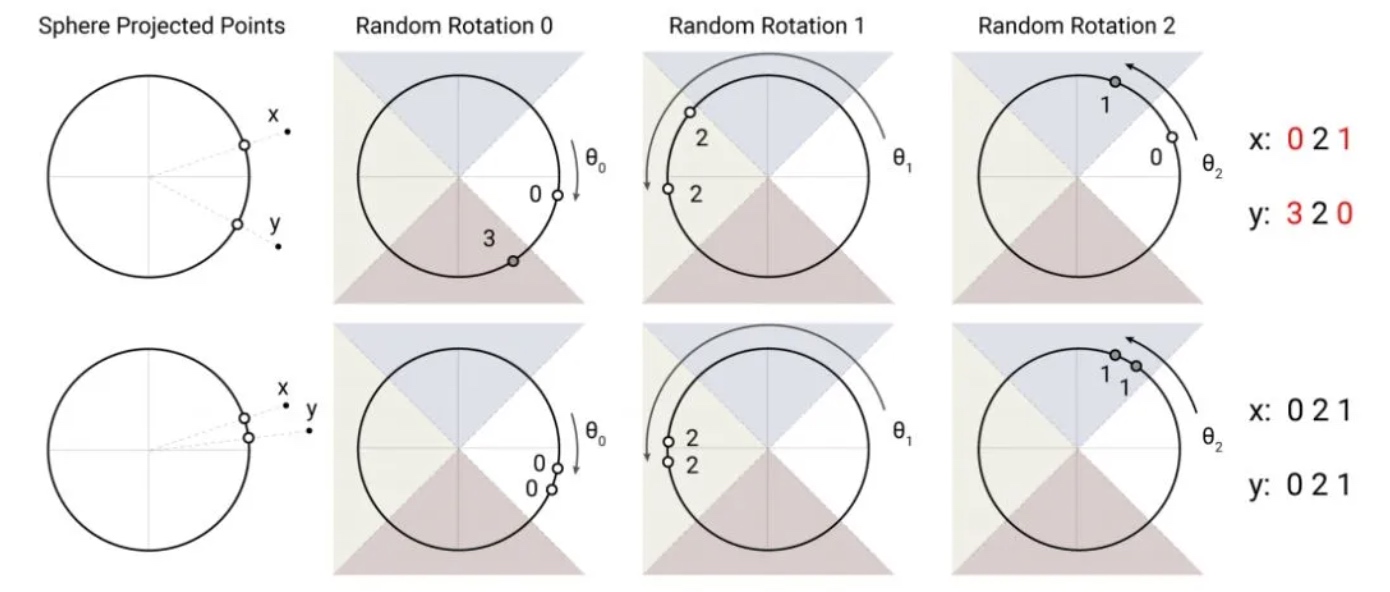 Sphere Projected Points
Random Rotation 0
Random Rotation 1
Random Rotation 2
x
y
0
3
θ0
2
2
θ1
1
0
θ2
x: 0 2 1
y: 3 2 0
x
y
0
0
θ0
2
2
θ1
1
1
θ2
x: 0 2 1
y: 0 2 1